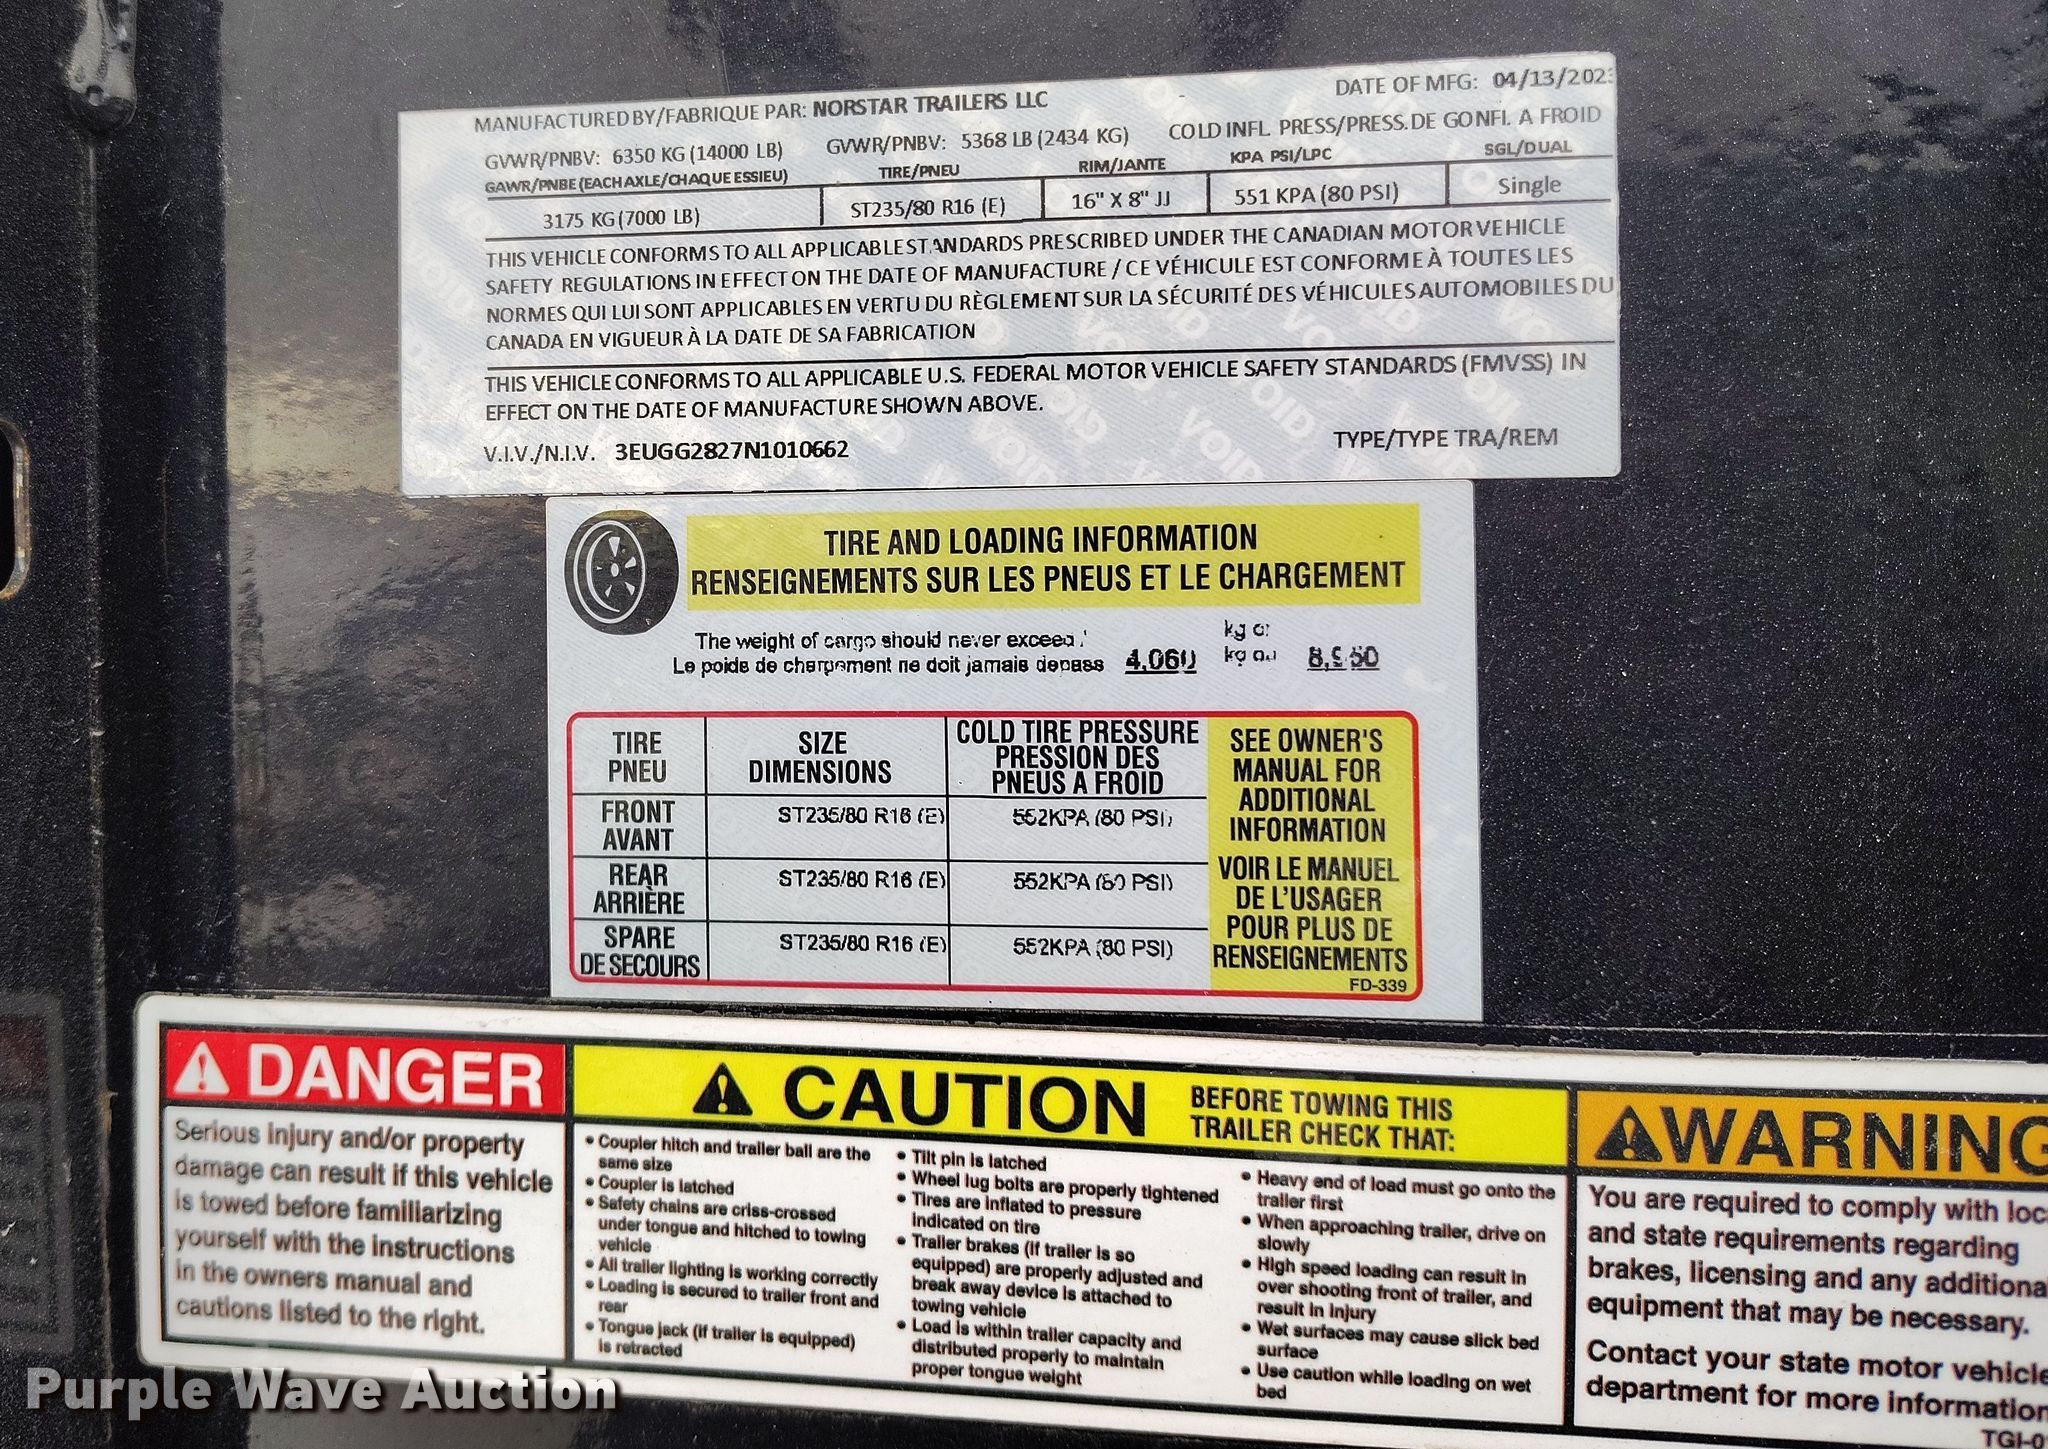 DATE OF MFG: 04/13/2023
MANUFACTURED BY/FABRIQUE PAR: NORSTAR TRAILERS LLC
GVWR/PNBV: 6350 KG (14000 LB) GVWR/PNBV: 5368 LB (2434 KG) COLD INFL. PRESS/PRESS.DE GONFL. A FROID
GAWR/PNBE (EACH AXLE/CHAQUE ESSIEU) TIRE/PNEU RIM/JANTE KPA PSI/LPC SGL/DUAL
3175 KG (7000 LB) ST235/80 R16 (E) 16" X 8" JJ 551 KPA (80 PSI) Single
THIS VEHICLE CONFORMS TO ALL APPLICABLE STANDARDS PRESCRIBED UNDER THE CANADIAN MOTOR VEHICLE
SAFETY REGULATIONS IN EFFECT ON THE DATE OF MANUFACTURE / CE VÉHICULE EST CONFORME À TOUTES LES
NORMES QUI LUI SONT APPLICABLES EN VERTU DU RÈGLEMENT SUR LA SÉCURITÉ DES VÉHICULES AUTOMOBILES DU
CANADA EN VIGUEUR À LA DATE DE SA FABRICATION
THIS VEHICLE CONFORMS TO ALL APPLICABLE U.S. FEDERAL MOTOR VEHICLE SAFETY STANDARDS (FMVSS) IN
EFFECT ON THE DATE OF MANUFACTURE SHOWN ABOVE.
V.I.V./N.I.V. 3EUGG2827N1010662 TYPE/TYPE TRA/REM
TIRE AND LOADING INFORMATION
RENSEIGNEMENTS SUR LES PNEUS ET LE CHARGEMENT
The weight of cargo should never exceed kg or
Le poids de chargement ne doit jamais depass 4,060 kg ou
TIRE
PNEU
SIZE
DIMENSIONS
COLD TIRE PRESSURE
PRESSION DES
PNEUS A FROID
FRONT
AVANT
ST235/80 R16 (E) 552KPA (80 PSI)
REAR
ARRIÈRE
ST235/80 R16 (E) 552KPA (80 PSI)
SPARE
DE SECOURS
ST235/80 R16 (E) 552KPA (80 PSI)
SEE OWNER'S
MANUAL FOR
ADDITIONAL
INFORMATION
VOIR LE MANUEL
DE L'USAGER
POUR PLUS DE
RENSEIGNEMENTS
FD-339
DANGER
Serious injury and/or property
damage can result if this vehicle
is towed before familiarizing
yourself with the instructions
in the owners manual and
cautions listed to the right.
CAUTION
BEFORE TOWING THIS
TRAILER CHECK THAT:
• Coupler hitch and trailer ball are the
same size
• Coupler is latched
• Safety chains are criss-crossed
under tongue and hitched to towing
vehicle
• All trailer lighting is working correctly
• Loading is secured to trailer front and
rear
• Tongue jack (if trailer is equipped)
is retracted
• Tilt pin is latched
• Wheel lug bolts are properly tightened
• Tires are inflated to pressure
indicated on tire
• Trailer brakes (if trailer is so
equipped) are properly adjusted and
break away device is attached to
towing vehicle
• Load is within trailer capacity and
distributed properly to maintain
proper tongue weight
• Heavy end of load must go onto the
trailer first
• When approaching trailer, drive on
slowly
• High speed loading can result in
over shooting front of trailer, and
result in injury
• Wet surfaces may cause slick bed
surface
• Use caution while loading on wet
bed
WARNING
You are required to comply with loc
and state requirements regarding
brakes, licensing and any additiona
equipment that may be necessary.
Contact your state motor vehicle
department for more information
TGI-0
Purple Wave Auction